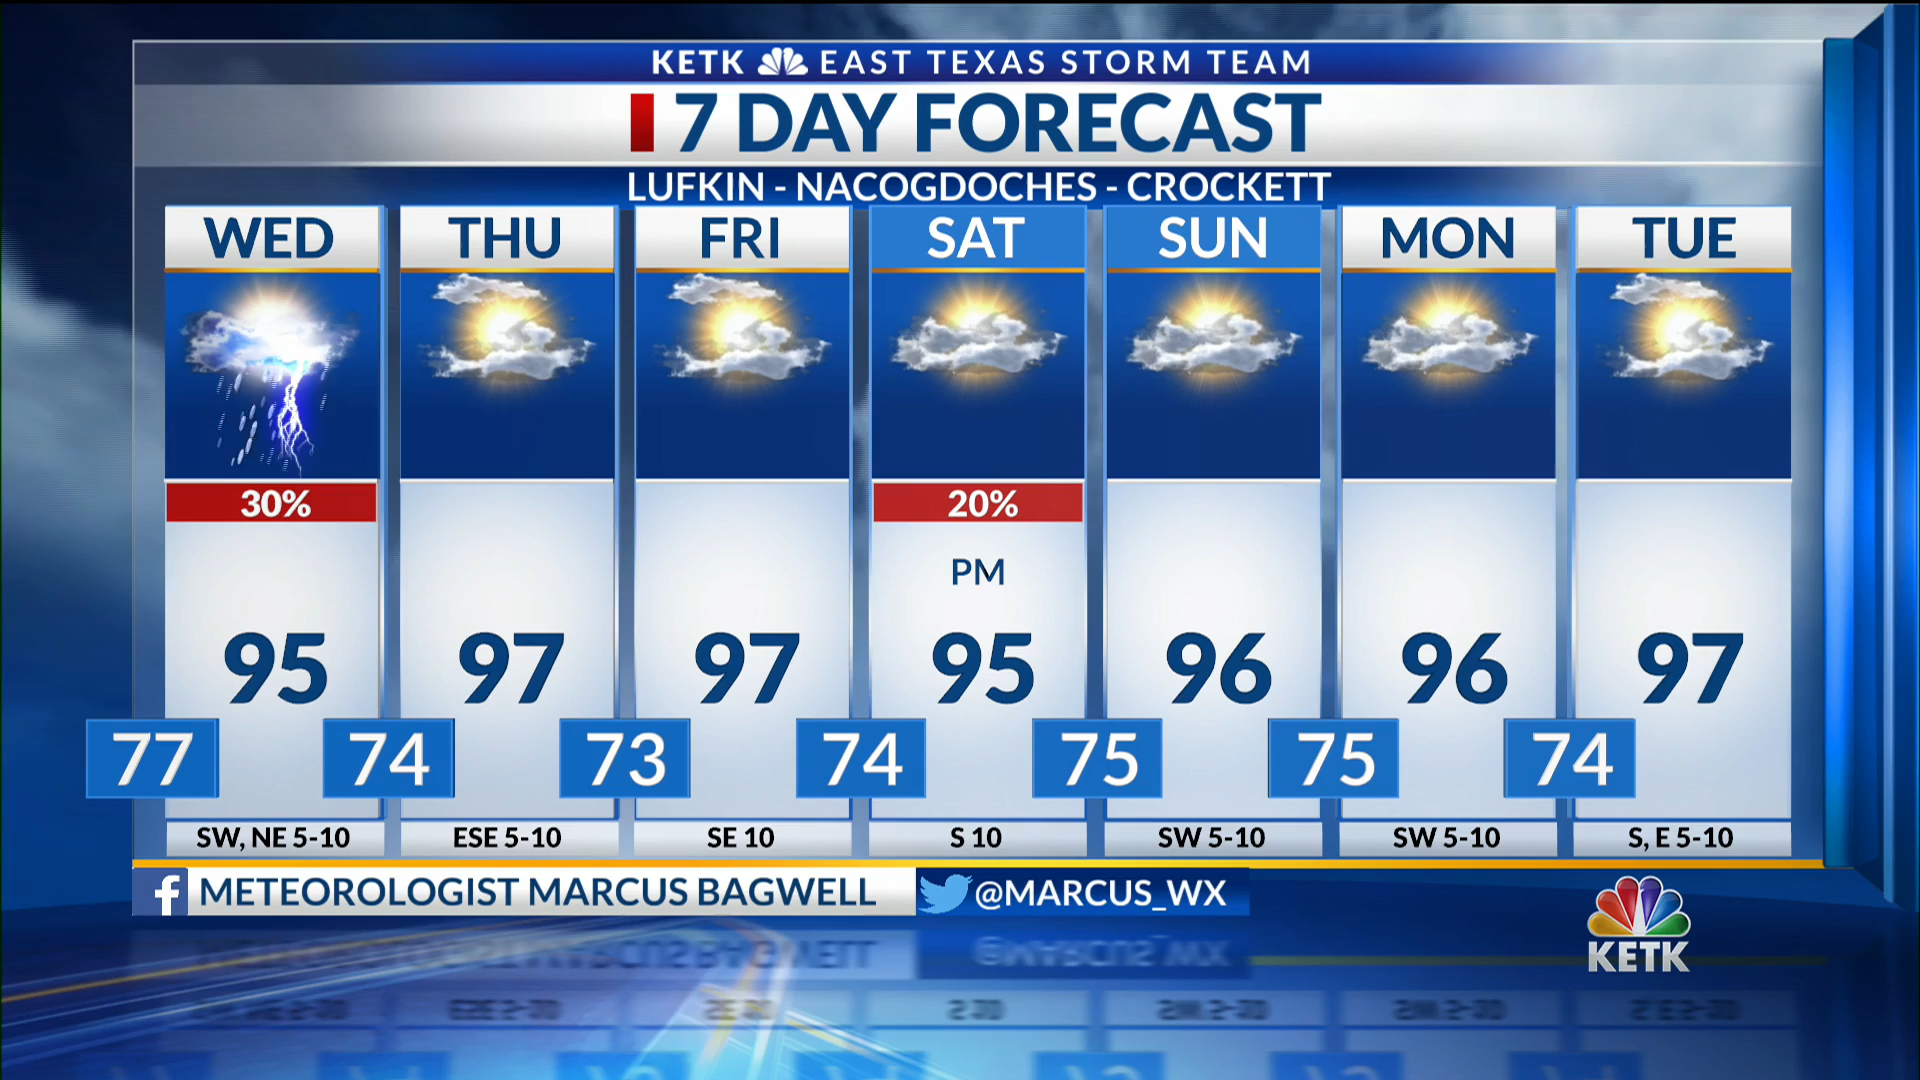 KETK EAST TEXAS STORM TEAM
7 DAY FORECAST
LUFKIN - NACOGDOCHES - CROCKETT
WED THU FRI SAT SUN MON TUE
30% 20%
PM
95 97 97 95 96 96 97
77 74 73 74 75 75 74
SW, NE 5-10 ESE 5-10 SE 10 S 10 SW 5-10 SW 5-10 S, E 5-10
f METEOROLOGIST MARCUS BAGWELL @MARCUS_WX
KETK